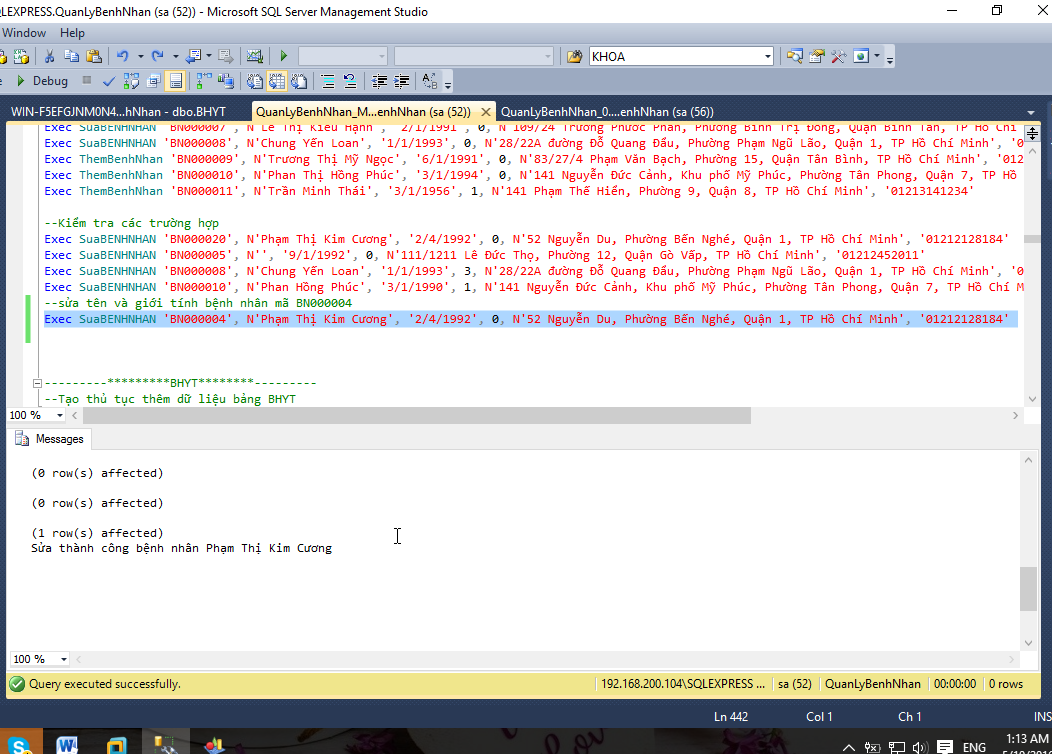 LEXPRESS.QuanLyBenhNhan (sa (52)) - Microsoft SQL Server Management Studio
Window Help
KHOA
Debug
WIN-F5EFGJNM0N4...hNhan - dbo.BHYT QuanLyBenhNhan_M...enhNhan (sa (52)) QuanLyBenhNhan_0....enhNhan (sa (56))
Exec SuaBENHNHAN 'BN000007', N'Lê Thị Kiều Hạnh', '2/1/1991', 0, N'109/24 Trương Phước Phan, Phường Bình Trị Đông, Quận Bình Tân, TP Hồ Chí
Exec SuaBENHNHAN 'BN000008', N'Chung Yến Loan', '1/1/1993', 0, N'28/22A đường Đỗ Quang Đẩu, Phường Phạm Ngũ Lão, Quận 1, TP Hồ Chí Minh', '0
Exec ThemBenhNhan 'BN000009', N'Trương Thị Mỹ Ngọc', '6/1/1991', 0, N'83/27/4 Phạm Văn Bạch, Phường 15, Quận Tân Bình, TP Hồ Chí Minh', '012
Exec ThemBenhNhan 'BN000010', N'Phan Thị Hồng Phúc', '3/1/1994', 0, N'141 Nguyễn Đức Cảnh, Khu phố Mỹ Phúc, Phường Tân Phong, Quận 7, TP Hồ
Exec ThemBenhNhan 'BN000011', N'Trần Minh Thái', '3/1/1956', 1, N'141 Phạm Thế Hiển, Phường 9, Quận 8, TP Hồ Chí Minh', '01213141234'
--Kiểm tra các trường hợp
Exec SuaBENHNHAN 'BN000020', N'Phạm Thị Kim Cương', '2/4/1992', 0, N'52 Nguyễn Du, Phường Bến Nghé, Quận 1, TP Hồ Chí Minh', '01212128184'
Exec SuaBENHNHAN 'BN000005', N'', '9/1/1992', 0, N'111/1211 Lê Đức Thọ, Phường 12, Quận Gò Vấp, TP Hồ Chí Minh', '01212452011'
Exec SuaBENHNHAN 'BN000008', N'Chung Yến Loan', '1/1/1993', 3, N'28/22A đường Đỗ Quang Đẩu, Phường Phạm Ngũ Lão, Quận 1, TP Hồ Chí Minh', '0
Exec SuaBENHNHAN 'BN000010', N'Phan Hồng Phúc', '3/1/1990', 1, N'141 Nguyễn Đức Cảnh, Khu phố Mỹ Phúc, Phường Tân Phong, Quận 7, TP Hồ Chí M
--sửa tên và giới tính bệnh nhân mã BN000004
Exec SuaBENHNHAN 'BN000004', N'Phạm Thị Kim Cương', '2/4/1992', 0, N'52 Nguyễn Du, Phường Bến Nghé, Quận 1, TP Hồ Chí Minh', '01212128184'
---------*********BHYT********---------
--Tạo thủ tục thêm dữ liệu bảng BHYT
100 %
Messages
(0 row(s) affected)
(0 row(s) affected)
(1 row(s) affected)
Sửa thành công bệnh nhân Phạm Thị Kim Cương
100 %
Query executed successfully. 192.168.200.104\SQLEXPRESS ... sa (52) QuanLyBenhNhan 00:00:00 0 rows
Ln 442 Col 1 Ch 1 INS
ENG 1:13 AM